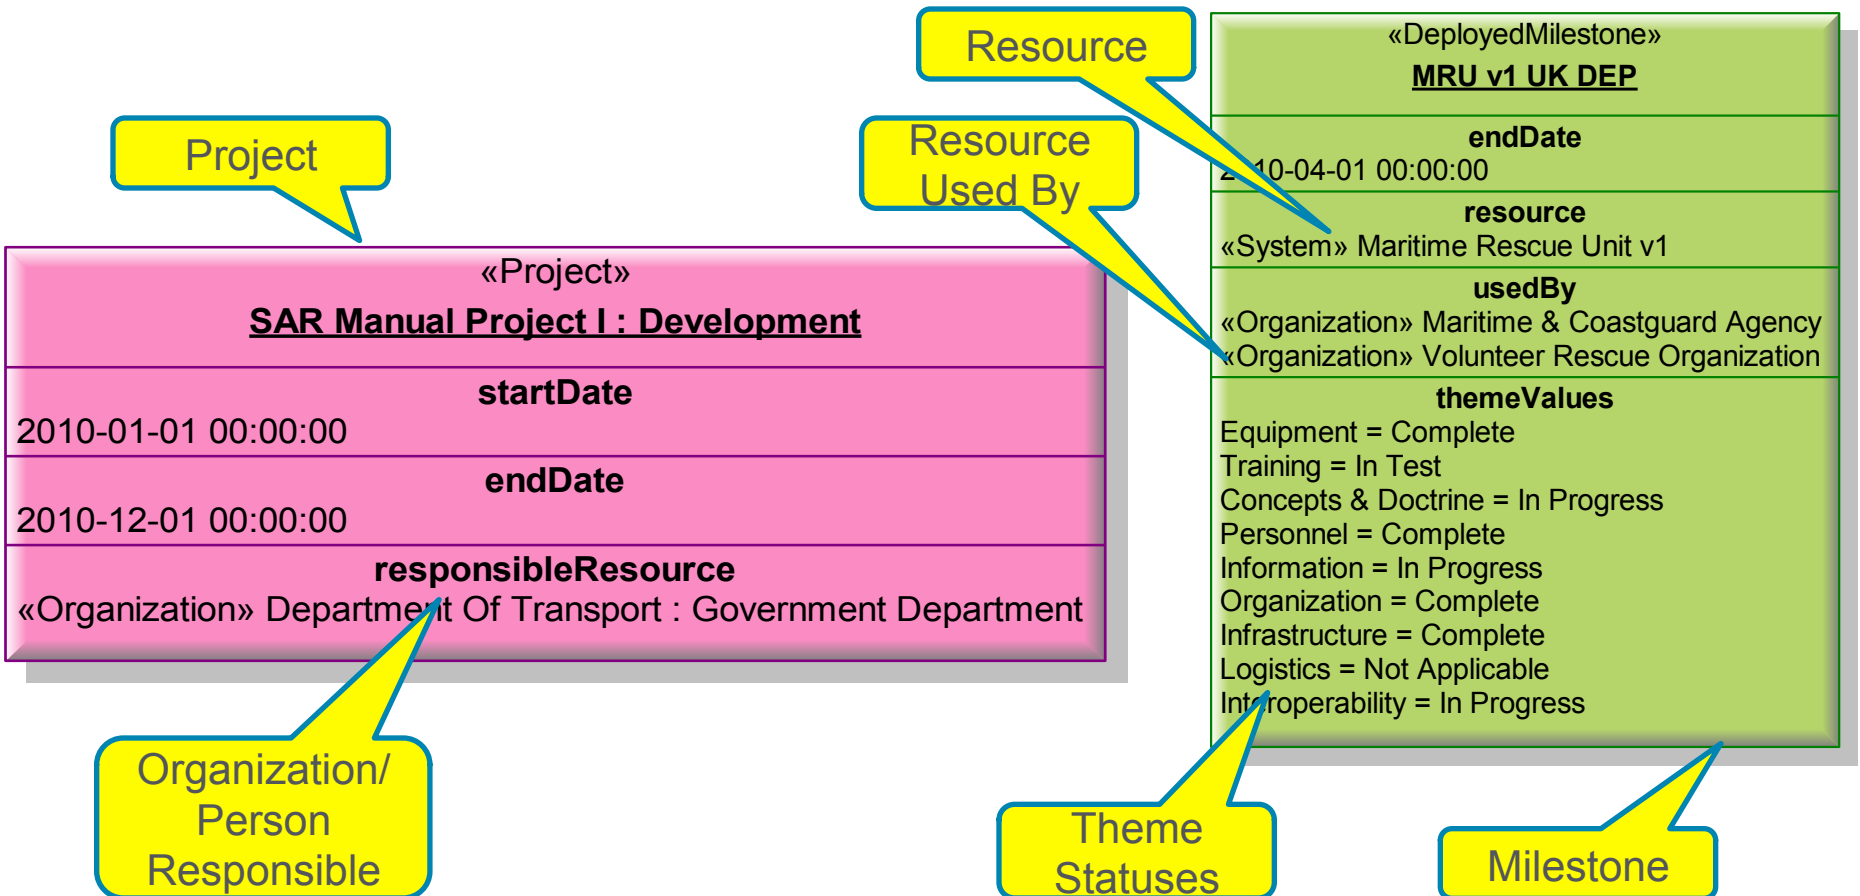 Project
«Project»
SAR Manual Project I : Development
startDate
2010-01-01 00:00:00
endDate
2010-12-01 00:00:00
responsibleResource
«Organization» Department Of Transport : Government Department
Organization/
Person
Responsible
Resource
Resource
Used By
«DeployedMilestone»
MRU v1 UK DEP
endDate
2010-04-01 00:00:00
resource
«System» Maritime Rescue Unit v1
usedBy
«Organization» Maritime & Coastguard Agency
«Organization» Volunteer Rescue Organization
themeValues
Equipment = Complete
Training = In Test
Concepts & Doctrine = In Progress
Personnel = Complete
Information = In Progress
Organization = Complete
Infrastructure = Complete
Logistics = Not Applicable
Interoperability = In Progress
Theme
Statuses
Milestone